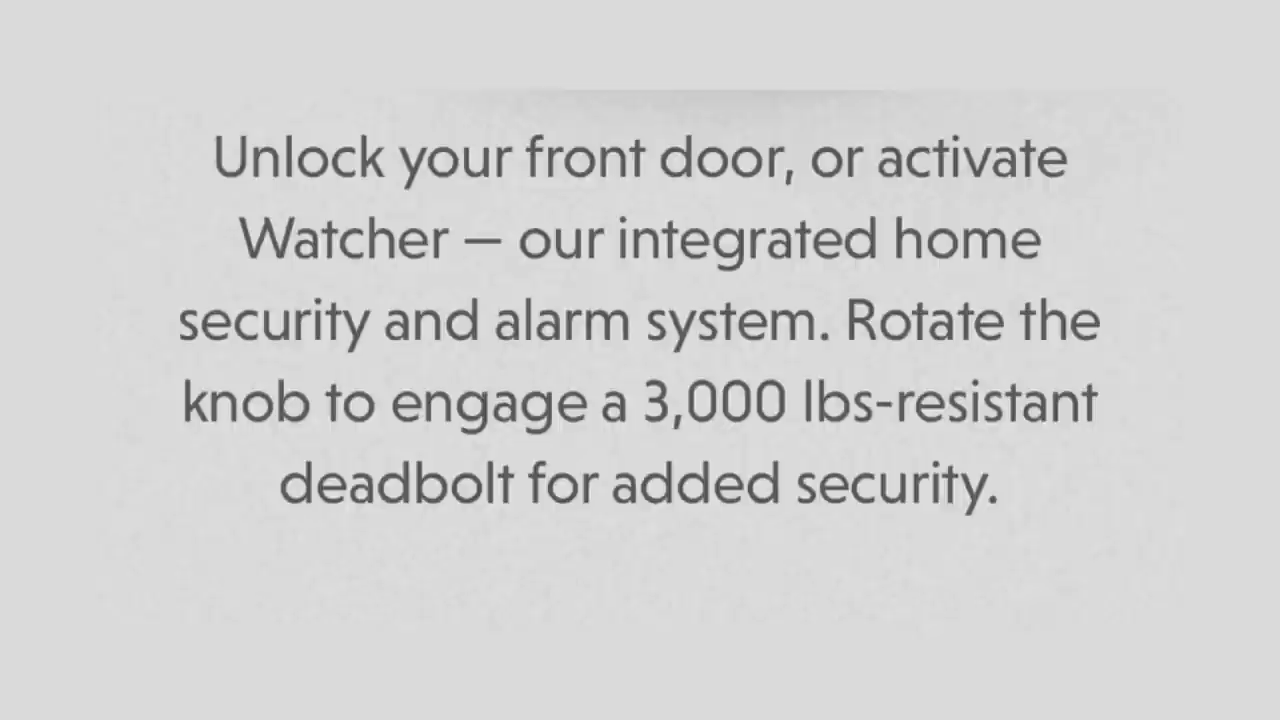 Unlock your front door, or activate
Watcher — our integrated home
security and alarm system. Rotate the
knob to engage a 3,000 lbs-resistant
deadbolt for added security.